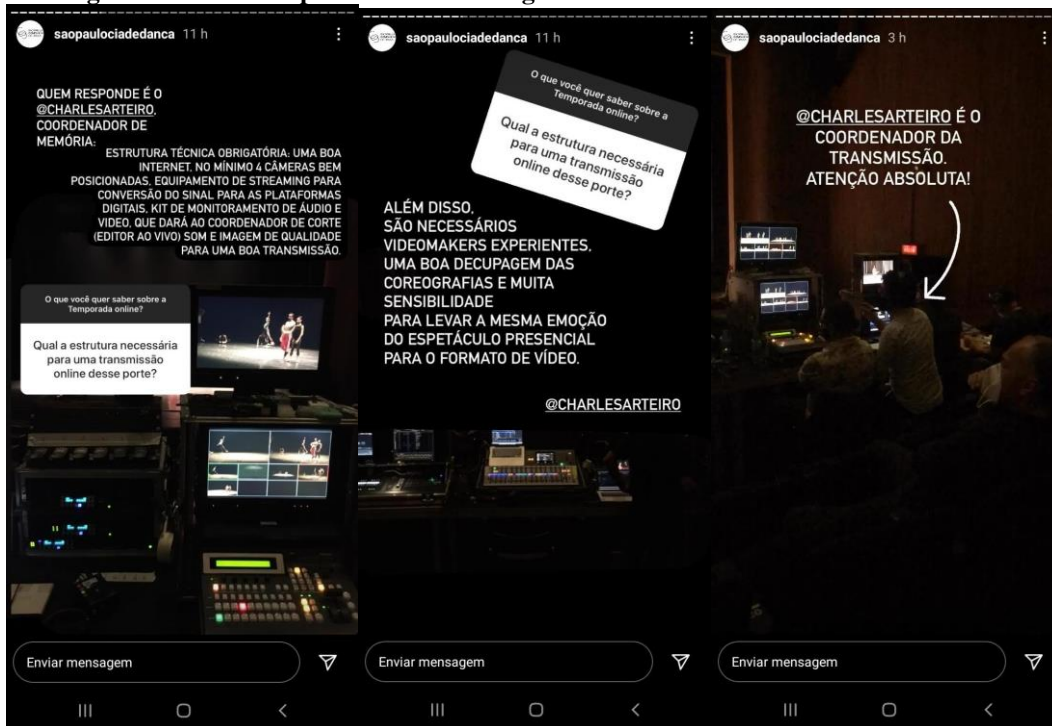 saopaulociadedanca 11 h
QUEM RESPONDE É O
@CHARLESARTEIRO,
COORDENADOR DE
MEMÓRIA:
ESTRUTURA TÉCNICA OBRIGATÓRIA: UMA BOA
INTERNET, NO MÍNIMO 4 CÂMERAS BEM
POSICIONADAS, EQUIPAMENTO DE STREAMING PARA
CONVERSÃO DO SINAL PARA AS PLATAFORMAS
DIGITAIS, KIT DE MONITORAMENTO DE ÁUDIO E
VIDEO, QUE DARÁ AO COORDENADOR DE CORTE
(EDITOR AO VIVO) SOM E IMAGEM DE QUALIDADE
PARA UMA BOA TRANSMISSÃO.
O que você quer saber sobre a
Temporada online?
Qual a estrutura necessária
para uma transmissão
online desse porte?
Enviar mensagem
saopaulociadedanca 11 h
O que você quer saber sobre a
Temporada online?
Qual a estrutura necessária
para uma transmissão
online desse porte?
ALÉM DISSO,
SÃO NECESSÁRIOS
VIDEOMAKERS EXPERIENTES,
UMA BOA DECUPAGEM DAS
COREOGRAFIAS E MUITA
SENSIBILIDADE
PARA LEVAR A MESMA EMOÇÃO
DO ESPETÁCULO PRESENCIAL
PARA O FORMATO DE VÍDEO.
@CHARLESARTEIRO
Enviar mensagem
saopaulociadedanca 3 h
@CHARLESARTEIRO É O
COORDENADOR DA
TRANSMISSÃO.
ATENÇÃO ABSOLUTA!
Enviar mensagem